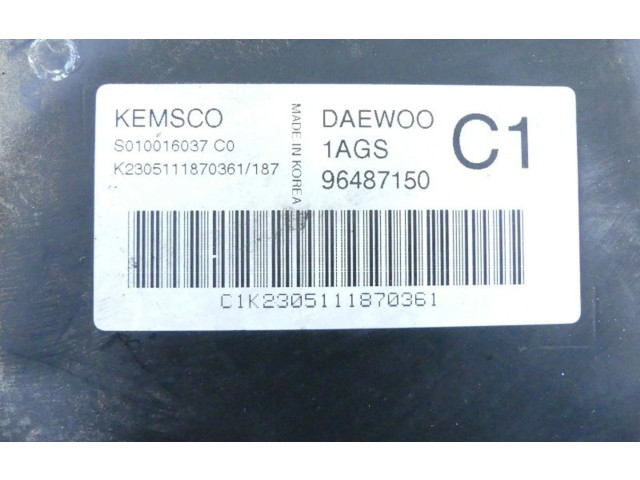 KEMSCO
S010016037 C0
K2305111870361/187
MADE IN KOREA
DAEWOO
1AGS
96487150
C1
C1K2305111870361